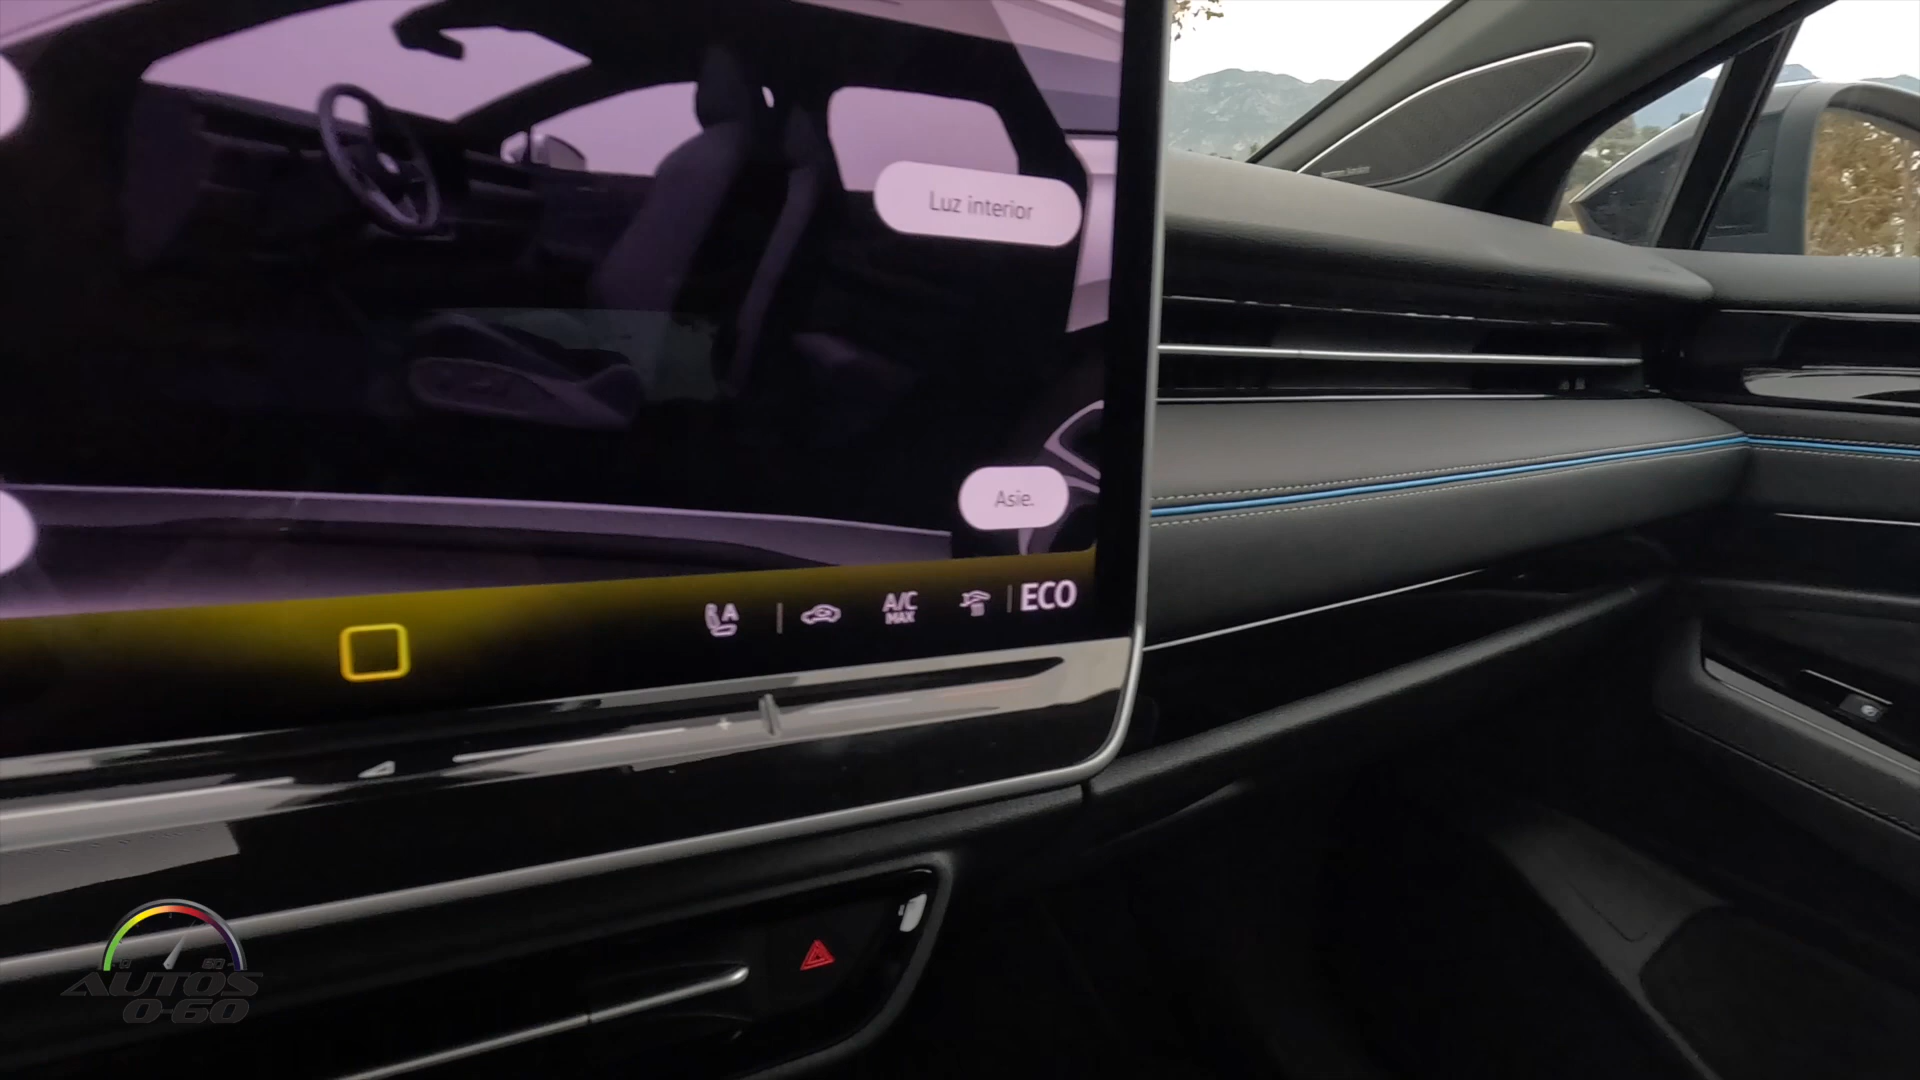 Luz interior
Asie.
A
A/C
MAX
ECO
AUTOS
0-60